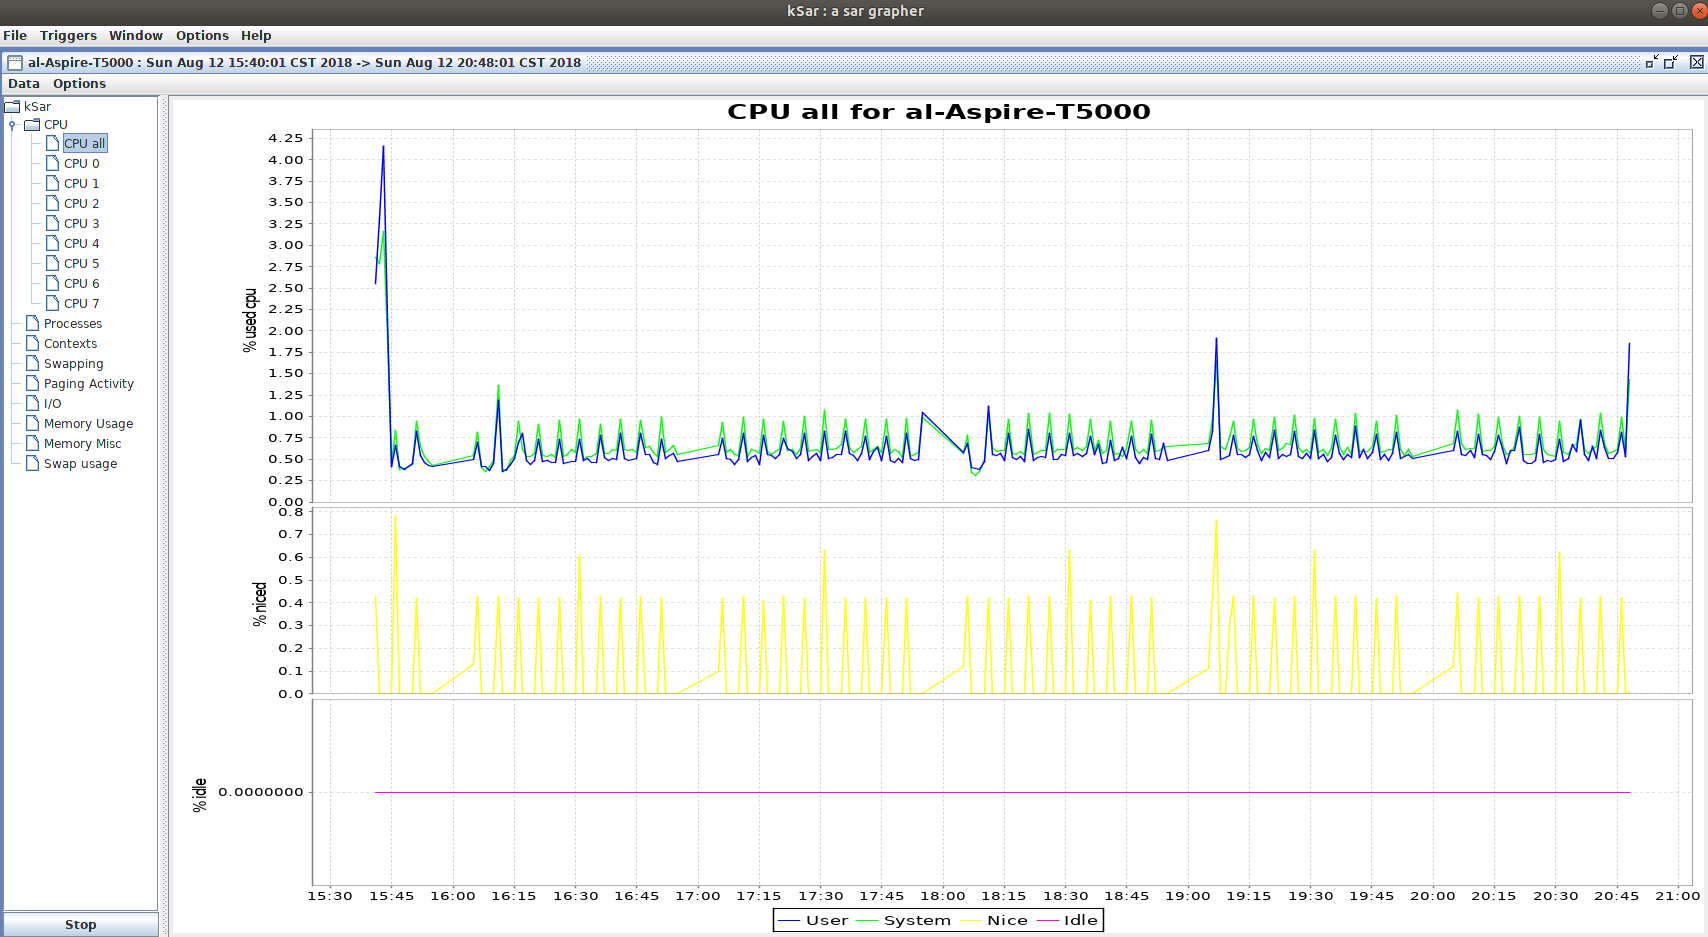 kSar : a sar grapher
File Triggers Window Options Help
al-Aspire-T5000 : Sun Aug 12 15:40:01 CST 2018 -> Sun Aug 12 20:48:01 CST 2018
Data Options
kSar
CPU
CPU all
CPU 0
CPU 1
CPU 2
CPU 3
CPU 4
CPU 5
CPU 6
CPU 7
Processes
Contexts
Swapping
Paging Activity
I/O
Memory Usage
Memory Misc
Swap usage
Stop
CPU all for al-Aspire-T5000
% used cpu
4.25
4.00
3.75
3.50
3.25
3.00
2.75
2.50
2.25
2.00
1.75
1.50
1.25
1.00
0.75
0.50
0.25
0.00
% niced
0.8
0.7
0.6
0.5
0.4
0.3
0.2
0.1
0.0
% idle
0.0000000
15:30 15:45 16:00 16:15 16:30 16:45 17:00 17:15 17:30 17:45 18:00 18:15 18:30 18:45 19:00 19:15 19:30 19:45 20:00 20:15 20:30 20:45 21:00
User System Nice Idle